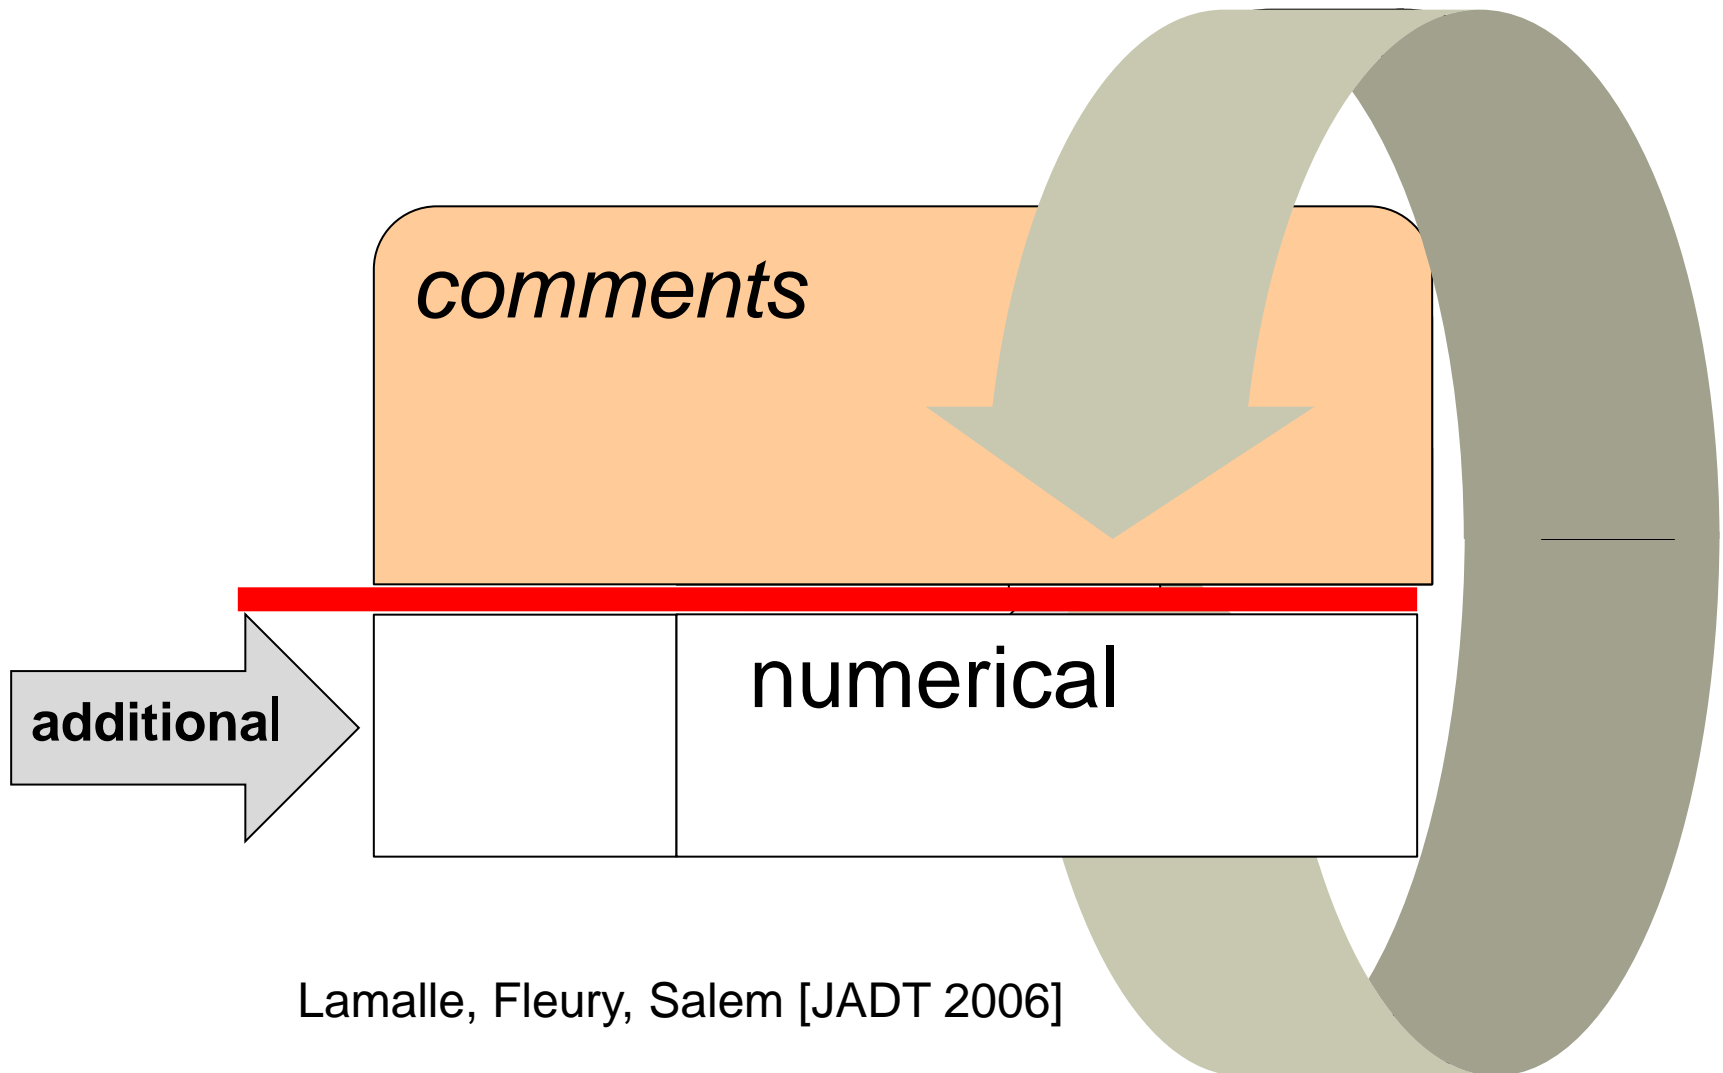 comments
numerical
additional
Lamalle, Fleury, Salem [JADT 2006]